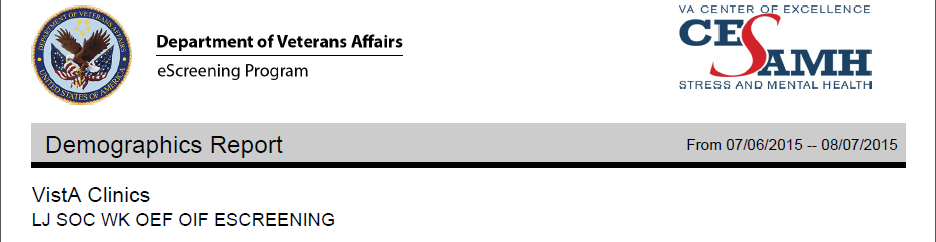 DEPARTMENT OF VETERANS AFFAIRS
UNITED STATES OF AMERICA
Department of Veterans Affairs
eScreening Program
VA CENTER OF EXCELLENCE
CESAMH
STRESS AND MENTAL HEALTH
Demographics Report
From 07/06/2015 -- 08/07/2015
VistA Clinics
LJ SOC WK OEF OIF ESCREENING